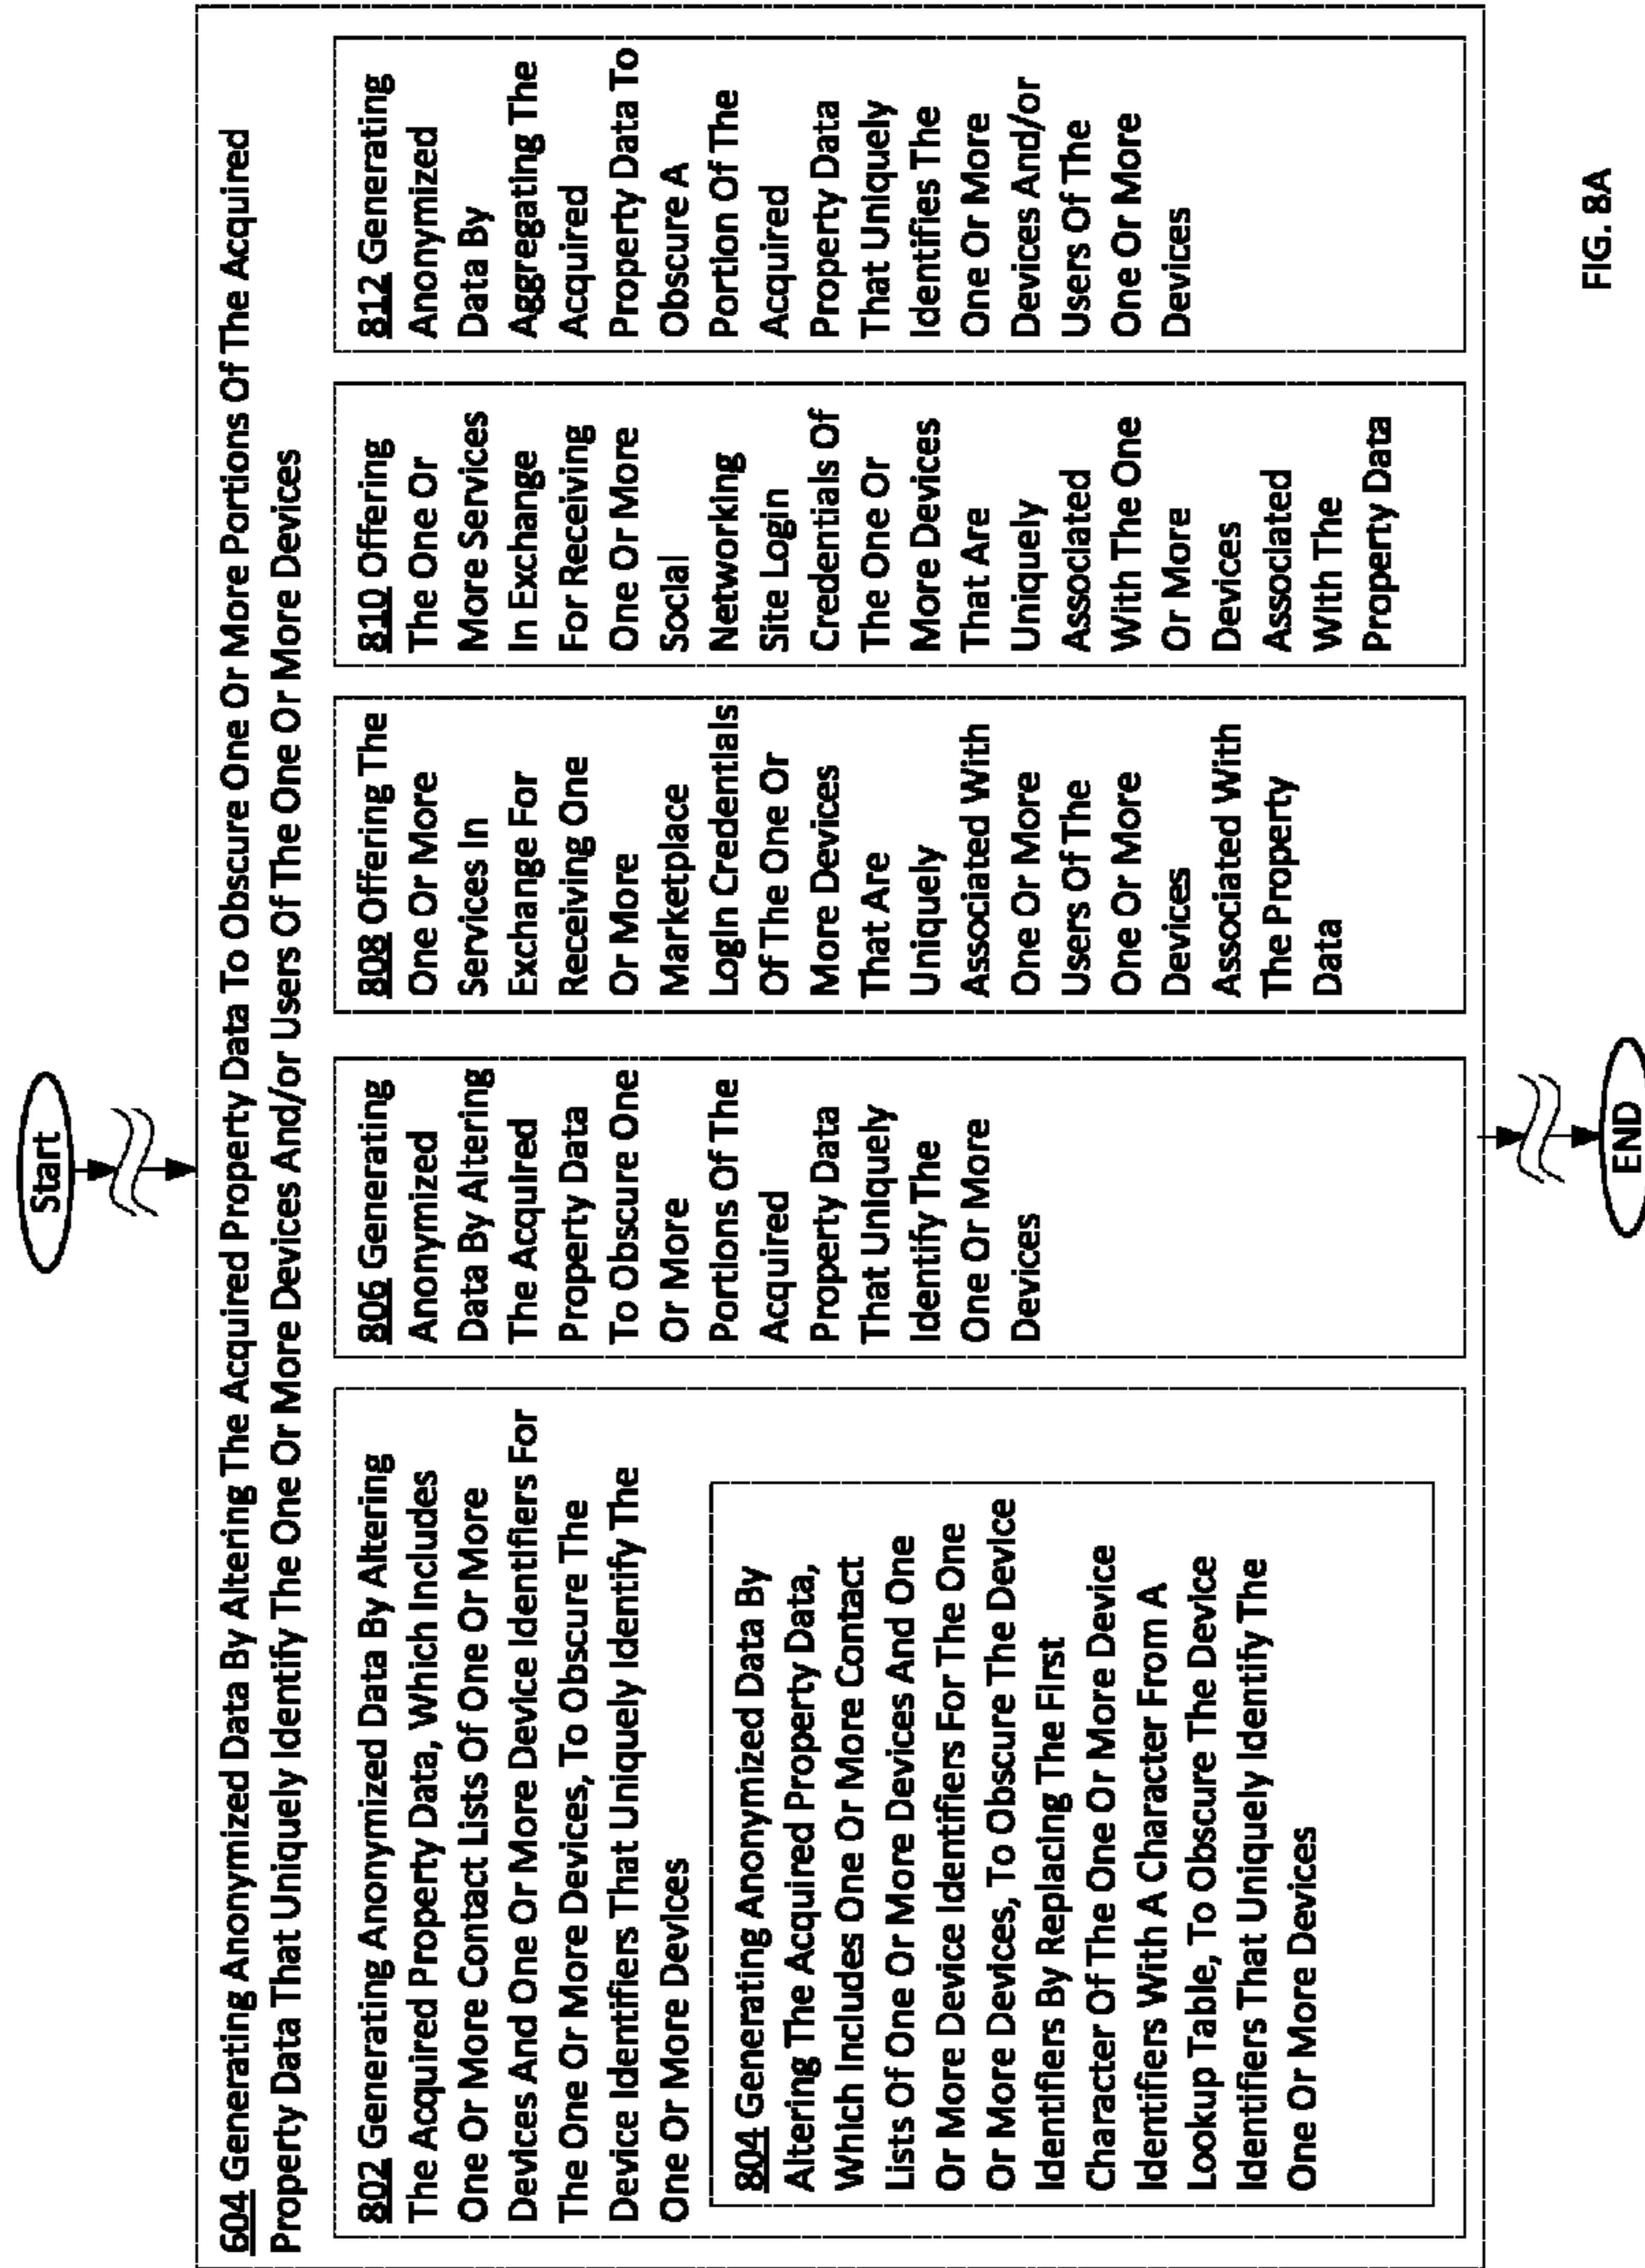 Start
604 Generating Anonymized Data By Altering The Acquired Property Data To Obscure One Or More Portions Of The Acquired
Property Data That Uniquely Identify The One Or More Devices And/or Users Of The One Or More Devices
802 Generating Anonymized Data By Altering
The Acquired Property Data, Which Includes
One Or More Contact Lists Of One Or More
Devices And One Or More Device Identifiers For
The One Or More Devices, To Obscure The
Device Identifiers That Uniquely Identify The
One Or More Devices
804 Generating Anonymized Data By
Altering The Acquired Property Data,
Which Includes One Or More Contact
Lists Of One Or More Devices And One
Or More Device Identifiers For The One
Or More Devices, To Obscure The Device
Identifiers By Replacing The First
Character Of The One Or More Device
Identifiers With A Character From A
Lookup Table, To Obscure The Device
Identifiers That Uniquely Identify The
One Or More Devices
806 Generating
Anonymized
Data By Altering
The Acquired
Property Data
To Obscure One
Or More
Portions Of The
Acquired
Property Data
That Uniquely
Identify The
One Or More
Devices
808 Offering The
One Or More
Services In
Exchange For
Receiving One
Or More
Marketplace
Login Credentials
Of The One Or
More Devices
That Are
Uniquely
Associated With
One Or More
Users Of The
One Or More
Devices
Associated With
The Property
Data
810 Offering
The One Or
More Services
In Exchange
For Receiving
One Or More
Social
Networking
Site Login
Credentials Of
The One Or
More Devices
That Are
Uniquely
Associated
With The One
Or More
Devices
Associated
With The
Property Data
812 Generating
Anonymized
Data By
Aggregating The
Acquired
Property Data To
Obscure A
Portion Of The
Acquired
Property Data
That Uniquely
Identifies The
One Or More
Devices And/or
Users Of The
One Or More
Devices
END
FIG. 8A